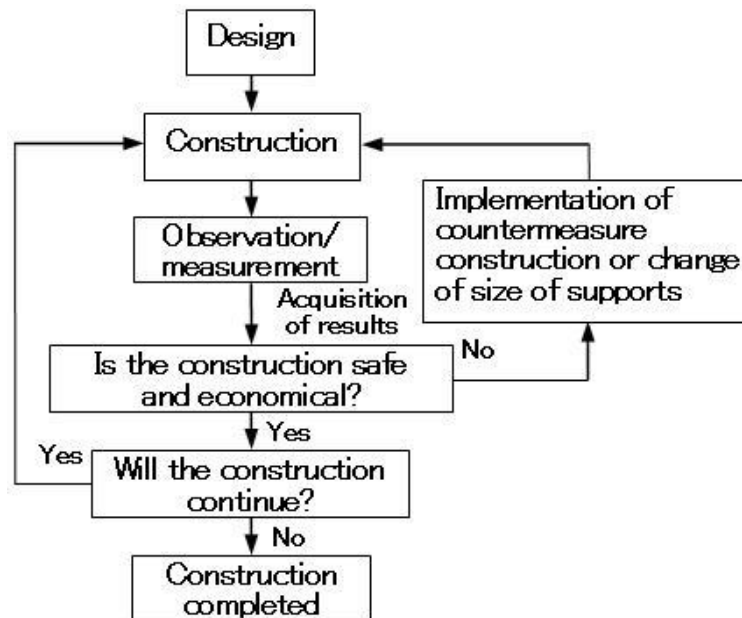 Design
Construction
Observation/
measurement
Acquisition
of results
Implementation of
countermeasure
construction or change
of size of supports
Is the construction safe
and economical?
No
Yes
Yes
Will the construction
continue?
No
Construction
completed